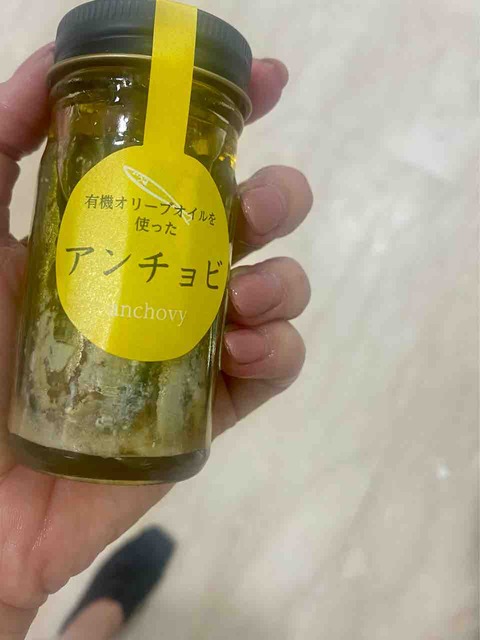 有機オリーブオイルを
使った
アンチョビ
anchovy